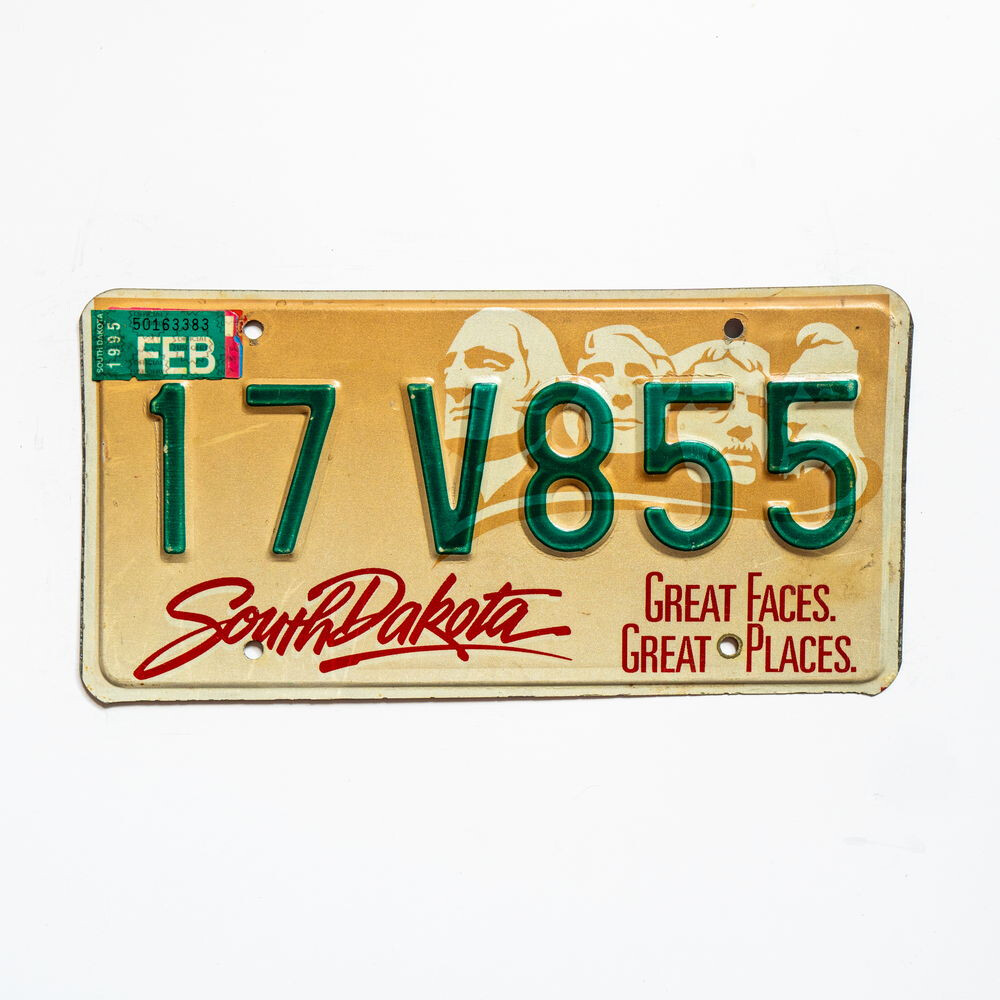 SOUTH DAKOTA
1995
50163383
FEB
17 V855
South Dakota
GREAT FACES.
GREAT PLACES.